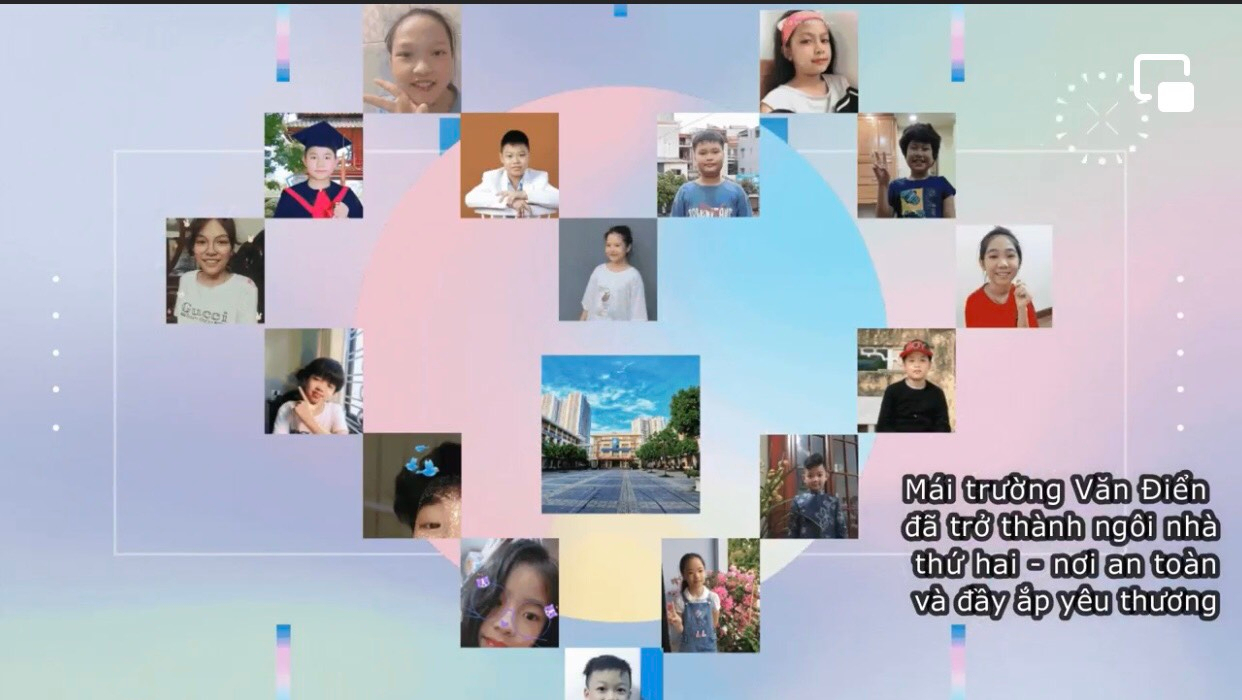 Gucci
Mái trường Văn Điển
đã trở thành ngôi nhà
thứ hai - nơi an toàn
và đầy ắp yêu thương